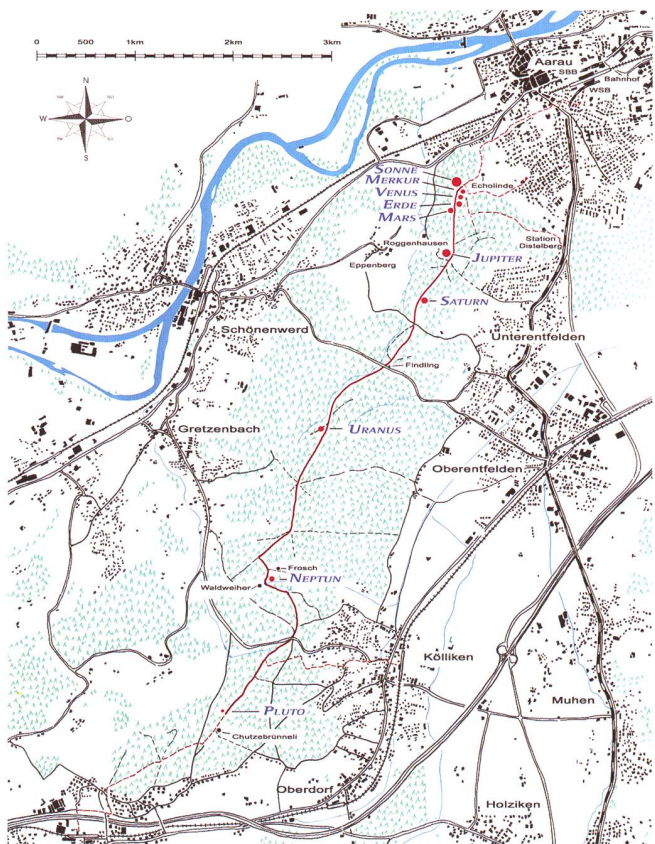 0 500 1km 2km 3km
Aarau
SBB
Bahnhof
WSB
N
W O
S
SONNE
MERKUR
VENUS
ERDE
MARS
Echolinde
Roggenhausen
Eppenberg
Station
Distelberg
JUPITER
SATURN
Schönenwerd
Unterentfelden
Findling
Gretzenbach
URANUS
Oberentfelden
Frosch
NEPTUN
Waldweiher
Kölliken
Muhen
PLUTO
Chutzebrünneli
Oberdorf
Holziken